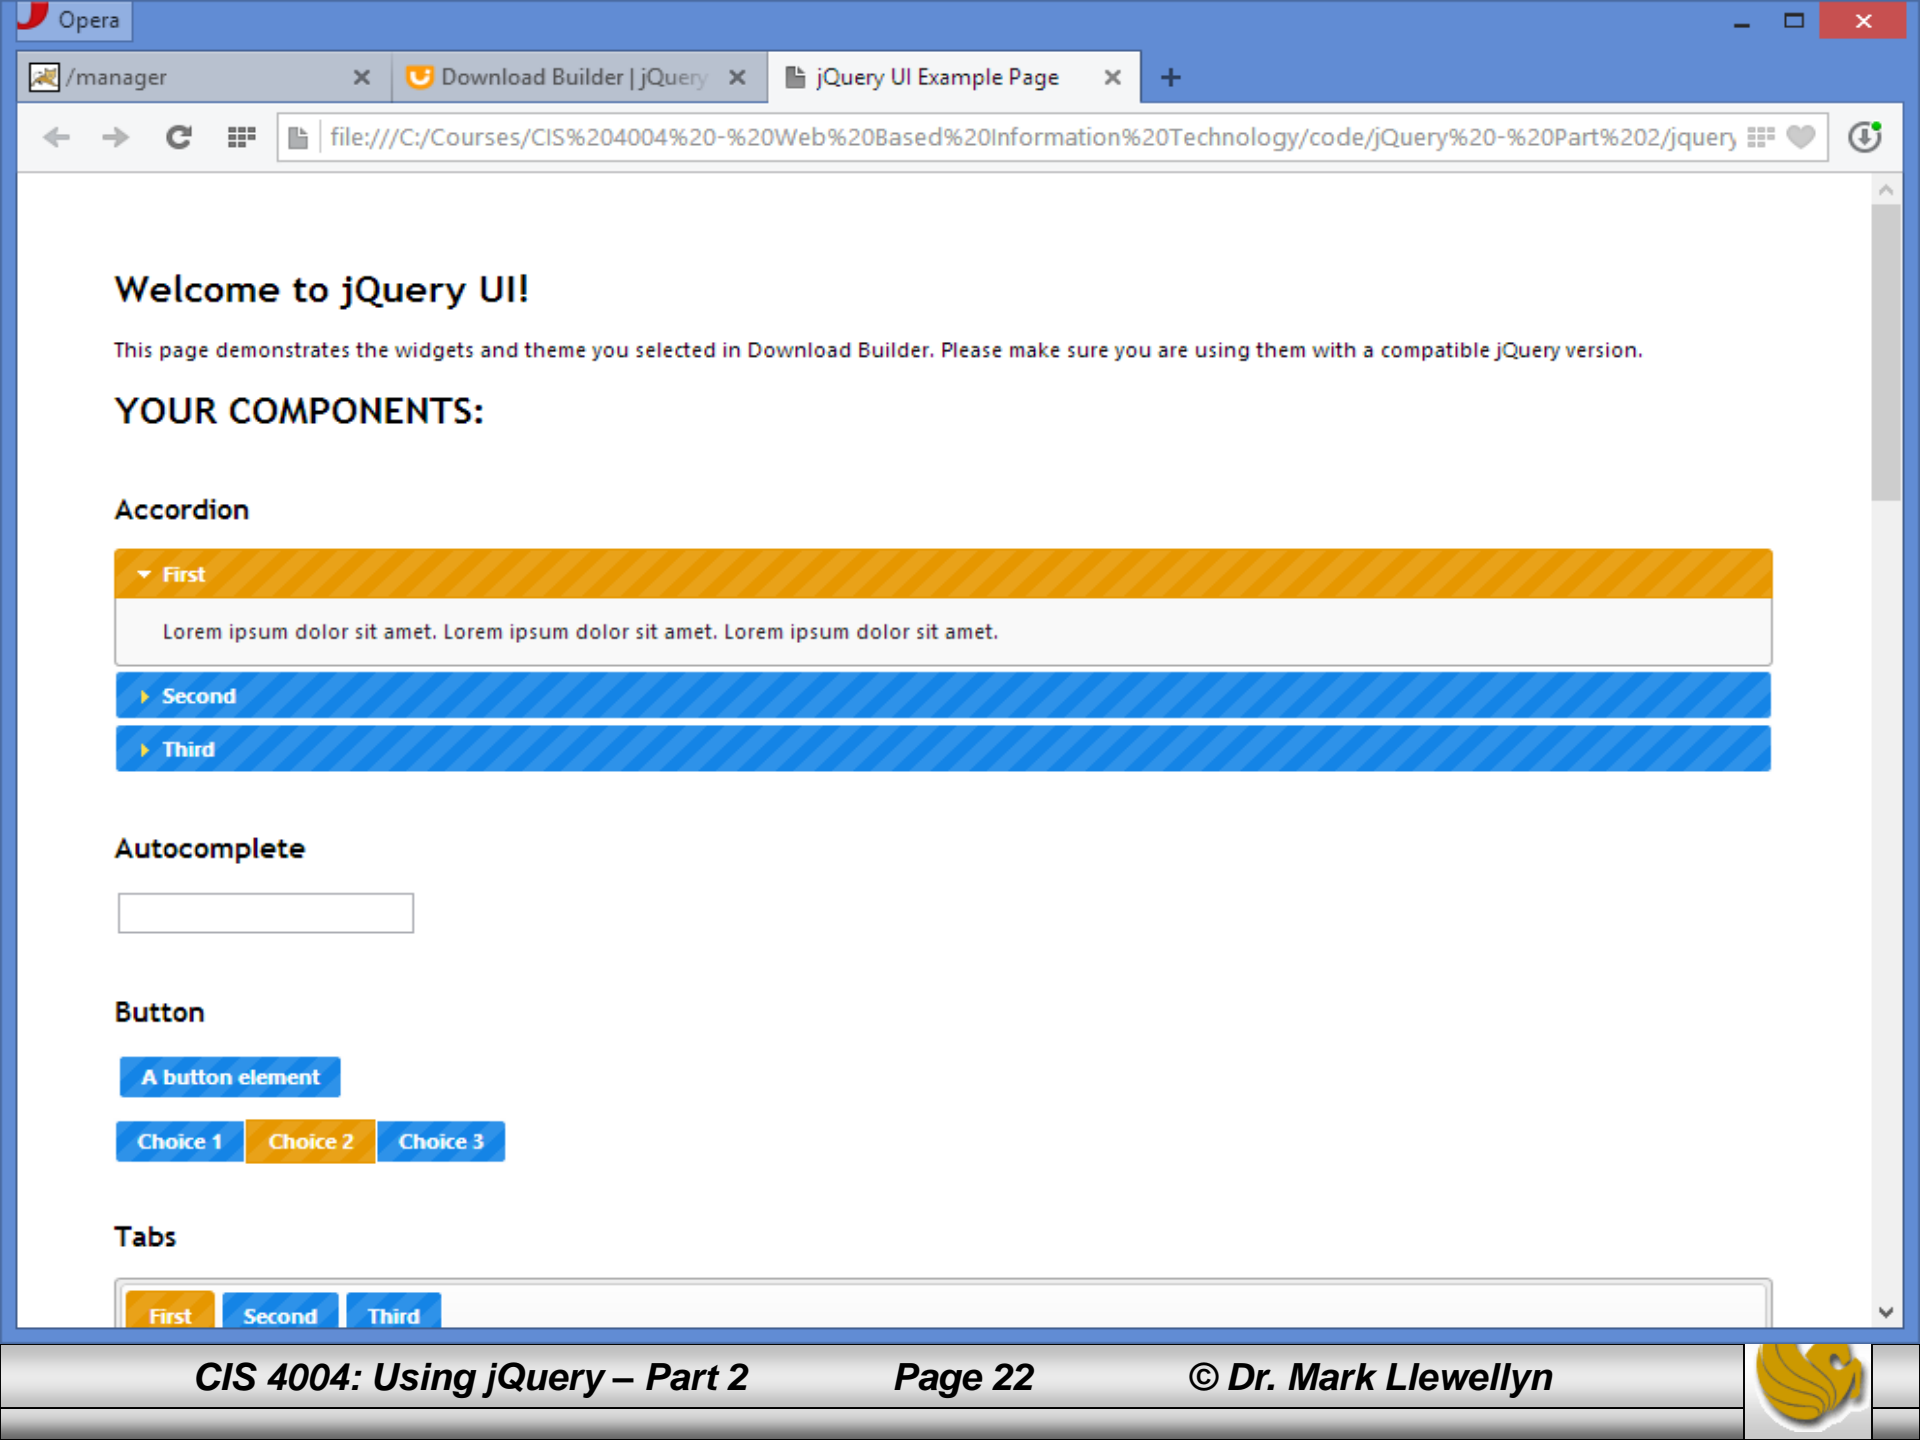 Opera
/manager
Download Builder | jQuery
jQuery UI Example Page
file:///C:/Courses/CIS%204004%20-%20Web%20Based%20Information%20Technology/code/jQuery%20-%20Part%202/jquery
Welcome to jQuery UI!
This page demonstrates the widgets and theme you selected in Download Builder. Please make sure you are using them with a compatible jQuery version.
YOUR COMPONENTS:
Accordion
First
Lorem ipsum dolor sit amet. Lorem ipsum dolor sit amet. Lorem ipsum dolor sit amet.
Second
Third
Autocomplete
Button
A button element
Choice 1 Choice 2 Choice 3
Tabs
First Second Third
CIS 4004: Using jQuery – Part 2 Page 22 © Dr. Mark Llewellyn